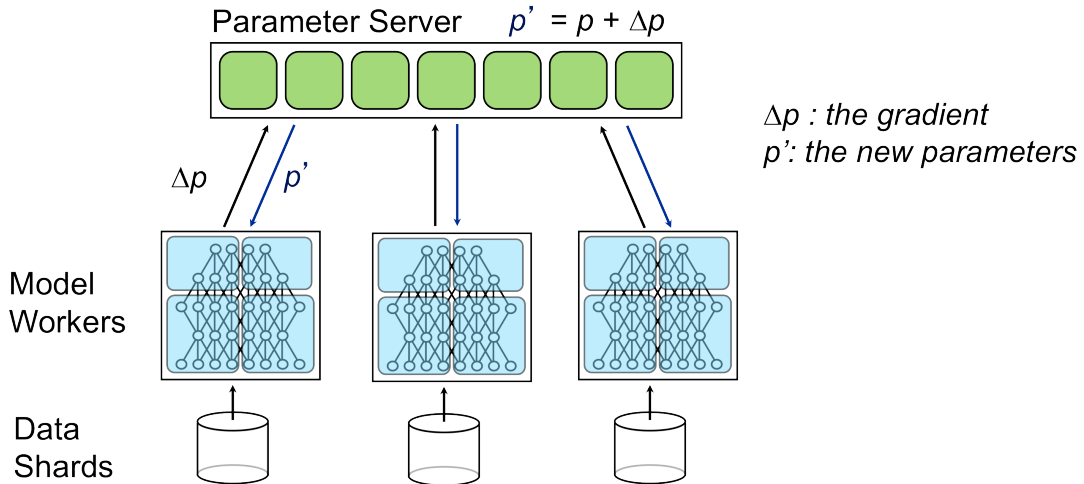 Parameter Server p’ = p + Δp
Δp : the gradient
p’: the new parameters
Δp p’
Model
Workers
Data
Shards